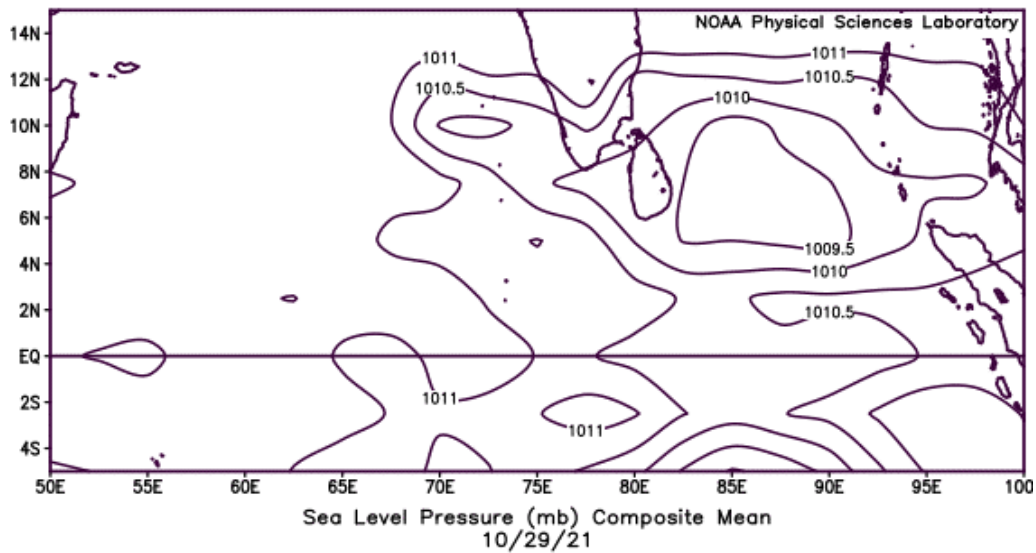 NOAA Physical Sciences Laboratory
14N
1011
1011
12N
1010.5
1010.5
1010
10N
8N
6N
4N
1009.5
1010
2N
1010.5
EQ
2S
1011
1011
4S
50E 55E 60E 65E 70E 75E 80E 85E 90E 95E 100
Sea Level Pressure (mb) Composite Mean
10/29/21